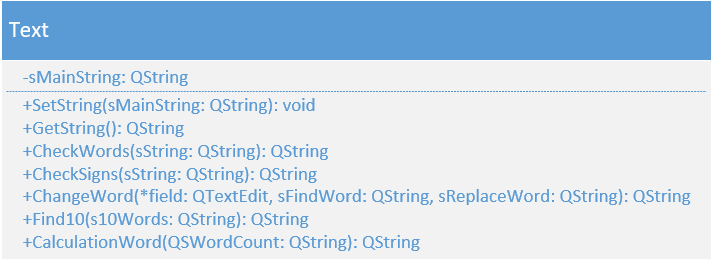 Text
-sMainString: QString
+SetString(sMainString: QString): void
+GetString(): QString
+CheckWords(sString: QString): QString
+CheckSigns(sString: QString): QString
+ChangeWord(*field: QTextEdit, sFindWord: QString, sReplaceWord: QString): QString
+Find10(s10Words: QString): QString
+CalculationWord(QSWordCount: QString): QString